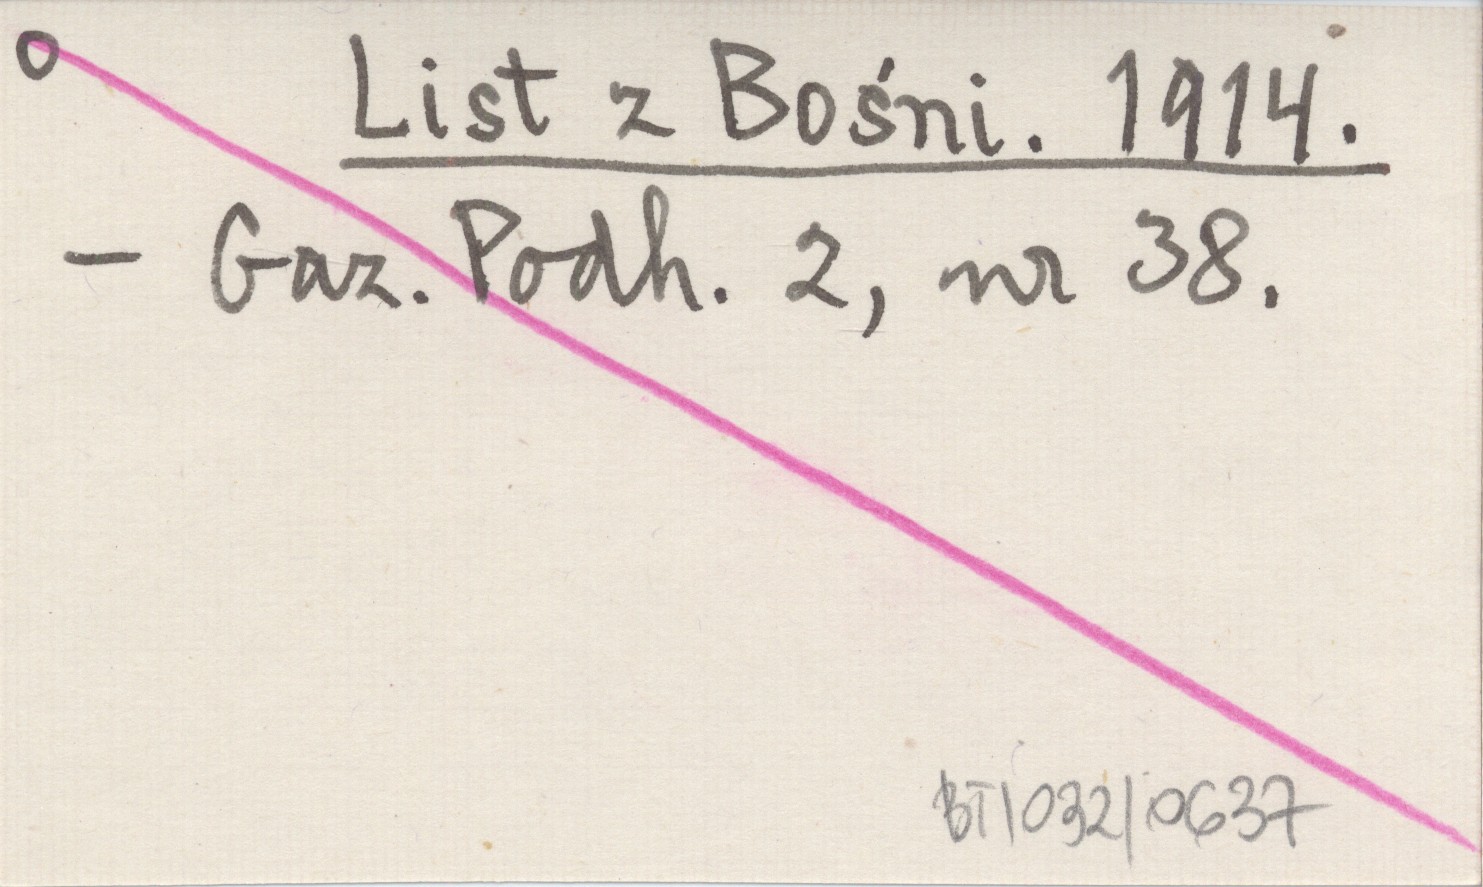 List z Bośni. 1914.
– Gaz. Podh. 2, nr 38.
BT/032/0637